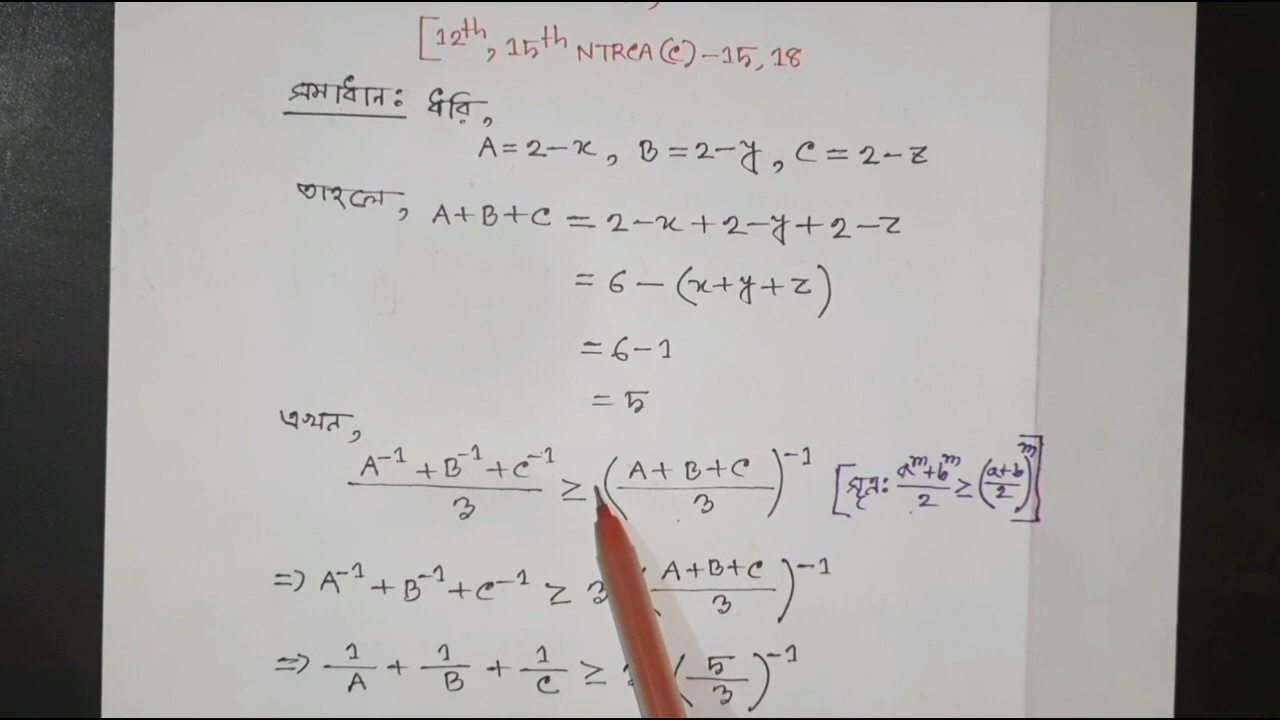 [12th, 15th NTRCA(C)-15, 18
সমাধান: ধরি,
A = 2-x, B = 2-y, C = 2-z
তাহলে, A+B+C = 2-x+2-y+2-z
= 6-(x+y+z)
= 6-1
= 5
এখন,
(A⁻¹+B⁻¹+C⁻¹)/3 ≥ ((A+B+C)/3)⁻¹ [সূত্র: (aᵐ+bᵐ)/2 ≥ ((a+b)/2)ᵐ]
=> A⁻¹+B⁻¹+C⁻¹ ≥ 3 ((A+B+C)/3)⁻¹
=> 1/A + 1/B + 1/C ≥ (5/3)⁻¹